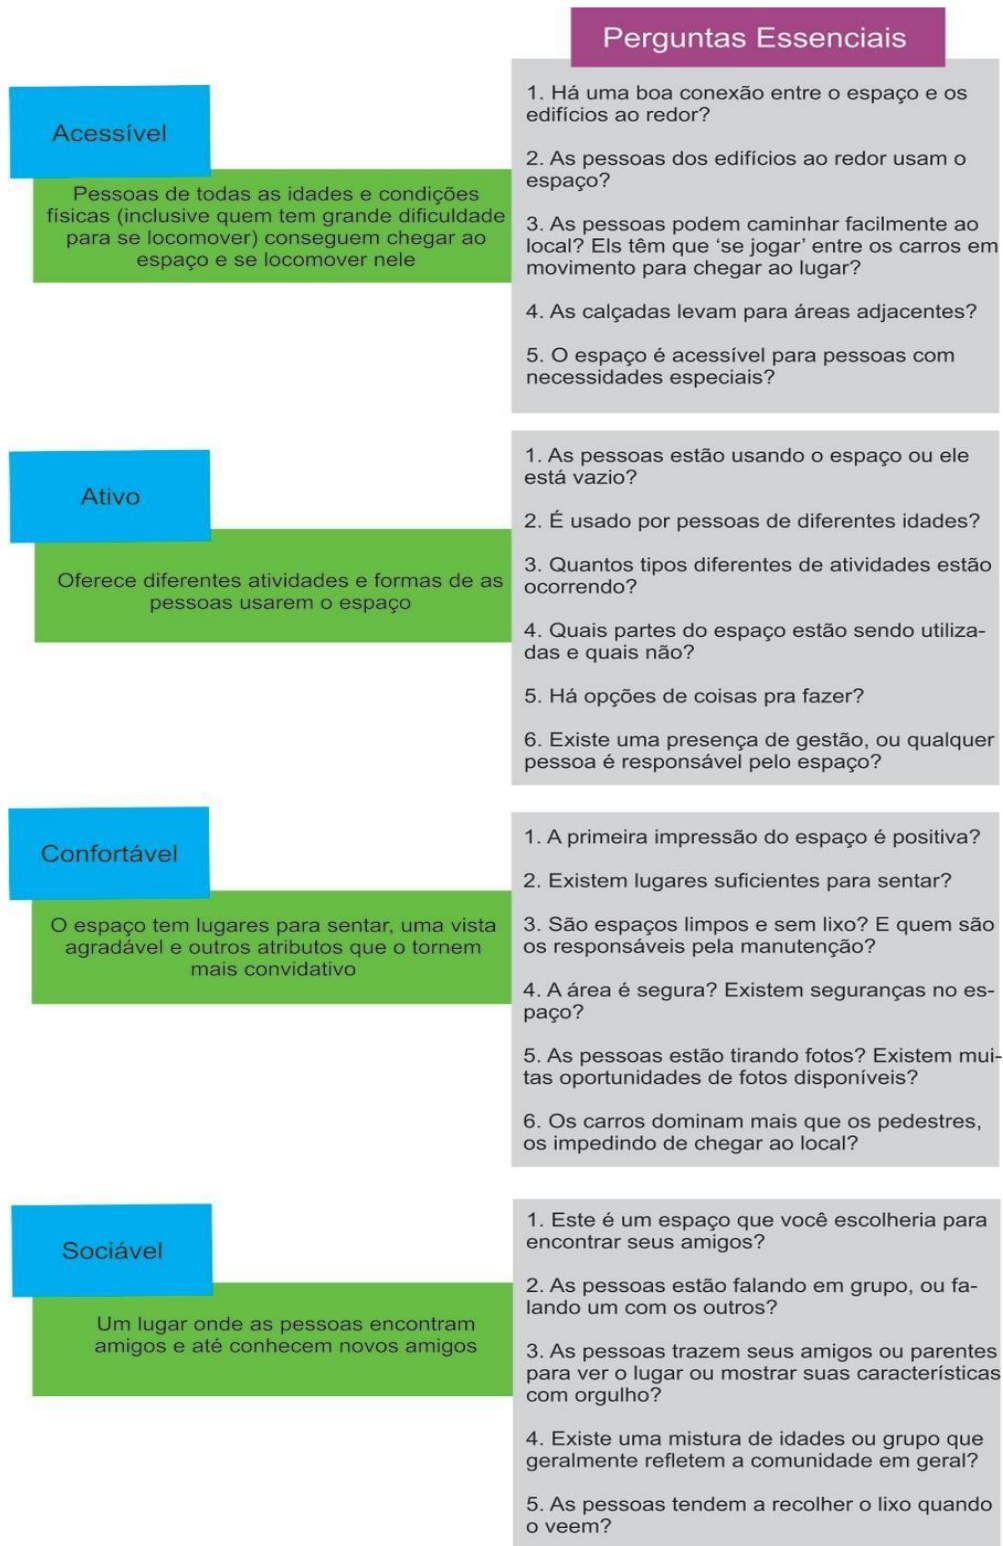 Perguntas Essenciais
Acessível
Pessoas de todas as idades e condições
físicas (inclusive quem tem grande dificuldade
para se locomover) conseguem chegar ao
espaço e se locomover nele
1. Há uma boa conexão entre o espaço e os
edifícios ao redor?
2. As pessoas dos edifícios ao redor usam o
espaço?
3. As pessoas podem caminhar facilmente ao
local? Els têm que ‘se jogar’ entre os carros em
movimento para chegar ao lugar?
4. As calçadas levam para áreas adjacentes?
5. O espaço é acessível para pessoas com
necessidades especiais?
Ativo
Oferece diferentes atividades e formas de as
pessoas usarem o espaço
1. As pessoas estão usando o espaço ou ele
está vazio?
2. É usado por pessoas de diferentes idades?
3. Quantos tipos diferentes de atividades estão
ocorrendo?
4. Quais partes do espaço estão sendo utiliza-
das e quais não?
5. Há opções de coisas pra fazer?
6. Existe uma presença de gestão, ou qualquer
pessoa é responsável pelo espaço?
Confortável
O espaço tem lugares para sentar, uma vista
agradável e outros atributos que o tornem
mais convidativo
1. A primeira impressão do espaço é positiva?
2. Existem lugares suficientes para sentar?
3. São espaços limpos e sem lixo? E quem são
os responsáveis pela manutenção?
4. A área é segura? Existem seguranças no es-
paço?
5. As pessoas estão tirando fotos? Existem mui-
tas oportunidades de fotos disponíveis?
6. Os carros dominam mais que os pedestres,
os impedindo de chegar ao local?
Sociável
Um lugar onde as pessoas encontram
amigos e até conhecem novos amigos
1. Este é um espaço que você escolheria para
encontrar seus amigos?
2. As pessoas estão falando em grupo, ou fa-
lando um com os outros?
3. As pessoas trazem seus amigos ou parentes
para ver o lugar ou mostrar suas características
com orgulho?
4. Existe uma mistura de idades ou grupo que
geralmente refletem a comunidade em geral?
5. As pessoas tendem a recolher o lixo quando
o veem?